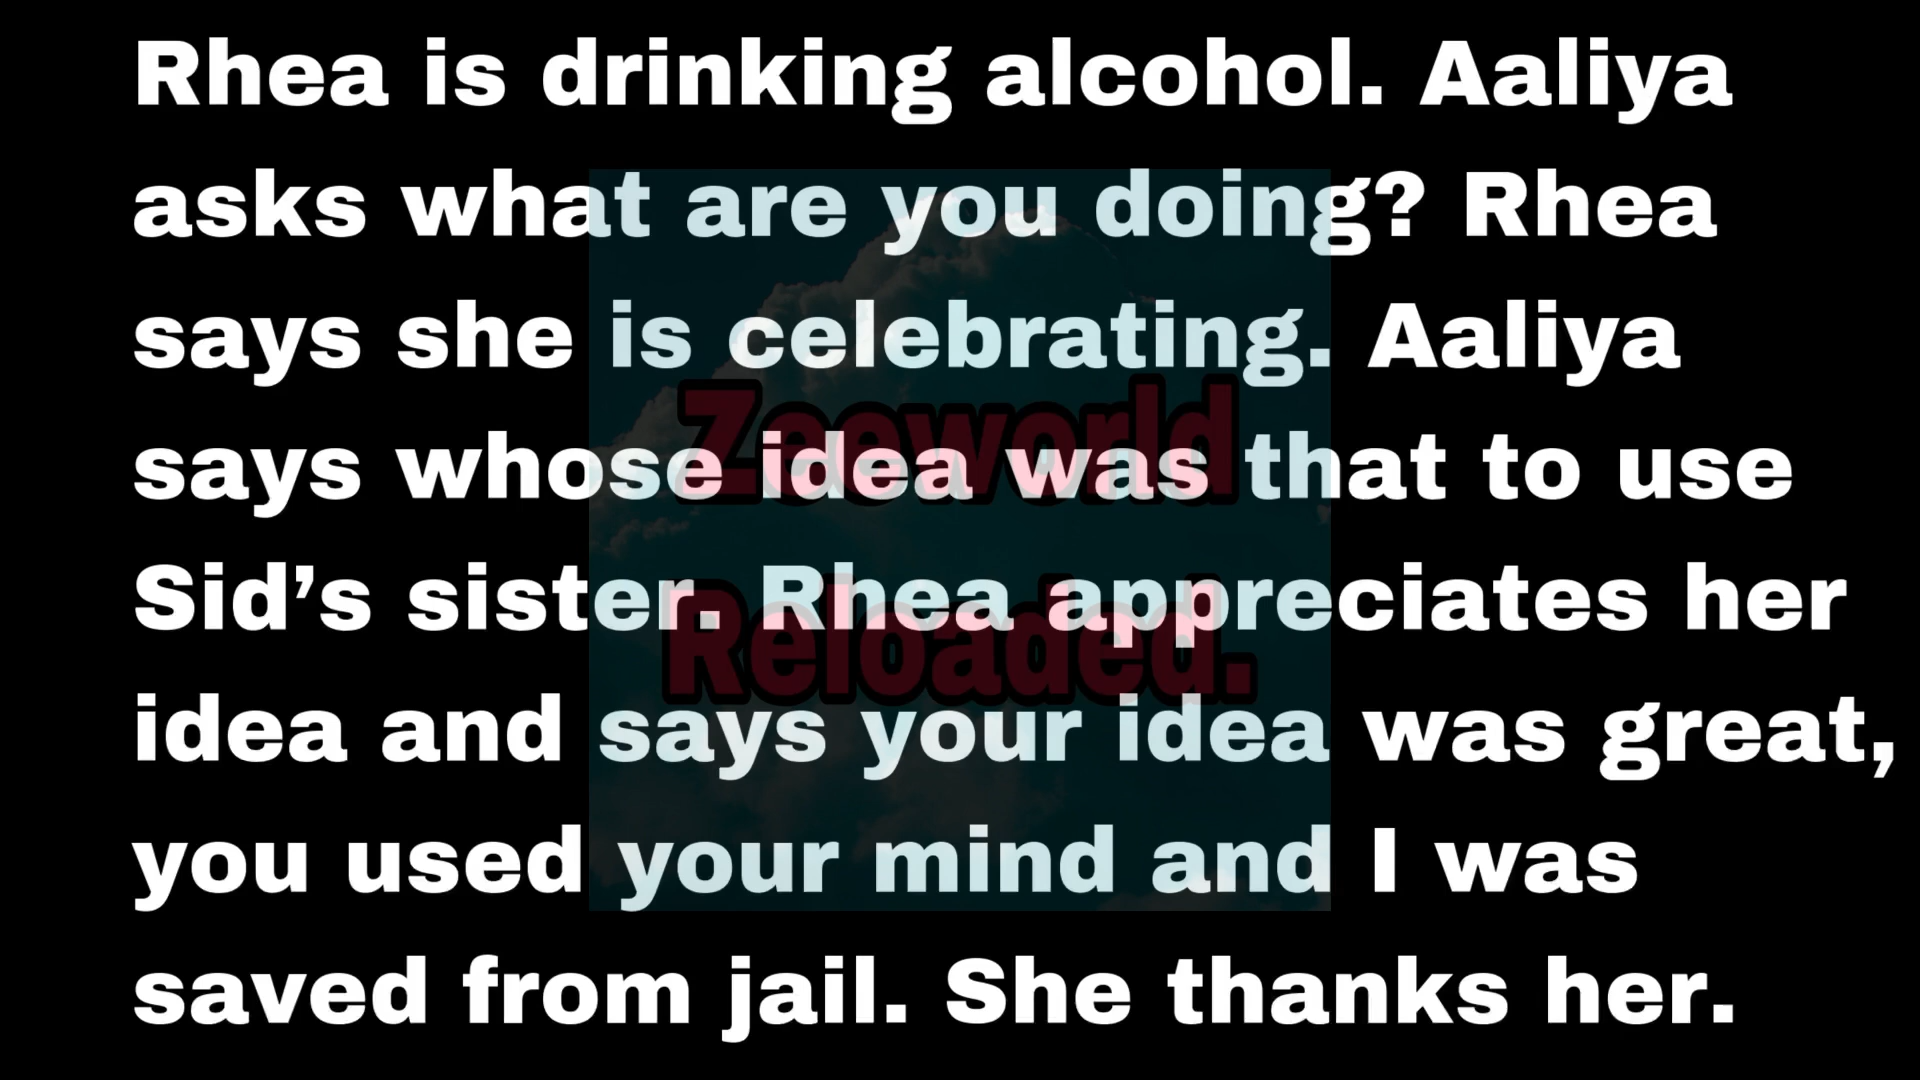 Rhea is drinking alcohol. Aaliya
asks what are you doing? Rhea
says she is celebrating. Aaliya
says whose idea was that to use
Sid’s sister. Rhea appreciates her
idea and says your idea was great,
you used your mind and I was
saved from jail. She thanks her.
Zeeworld
Reloaded.